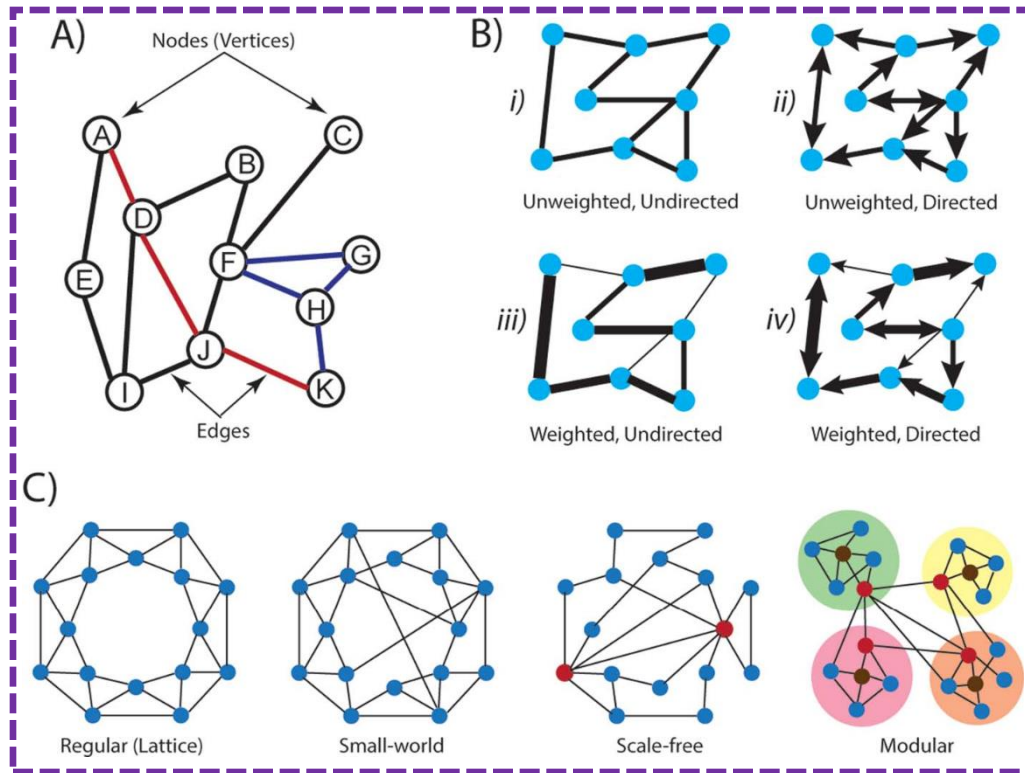 A)
Nodes (Vertices)
A
C
B
D
F
G
E
H
J
I
K
Edges
B)
i)
ii)
Unweighted, Undirected
Unweighted, Directed
iii)
iv)
Weighted, Undirected
Weighted, Directed
C)
Regular (Lattice)
Small-world
Scale-free
Modular